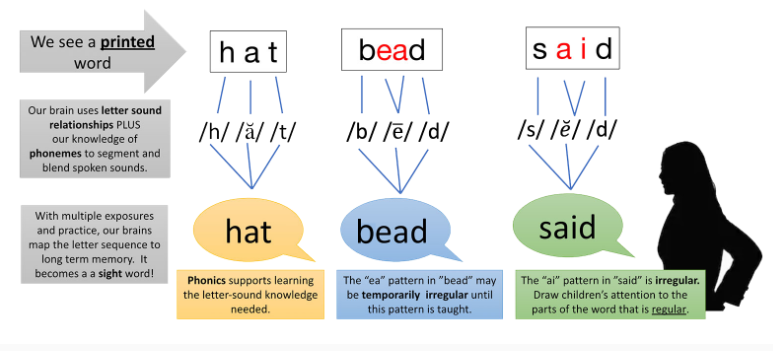 We see a printed
word
h a t
bead
s a i d
Our brain uses letter sound
relationships PLUS
our knowledge of
phonemes to segment and
blend spoken sounds.
/h/ /ă/ /t/
/b/ /ē/ /d/
/s/ /ĕ/ /d/
With multiple exposures
and practice, our brains
map the letter sequence to
long term memory. It
becomes a a sight word!
hat
bead
said
Phonics supports learning
the letter-sound knowledge
needed.
The "ea" pattern in "bead" may
be temporarily irregular until
this pattern is taught.
The "ai" pattern in "said" is irregular.
Draw children's attention to the
parts of the word that is regular.